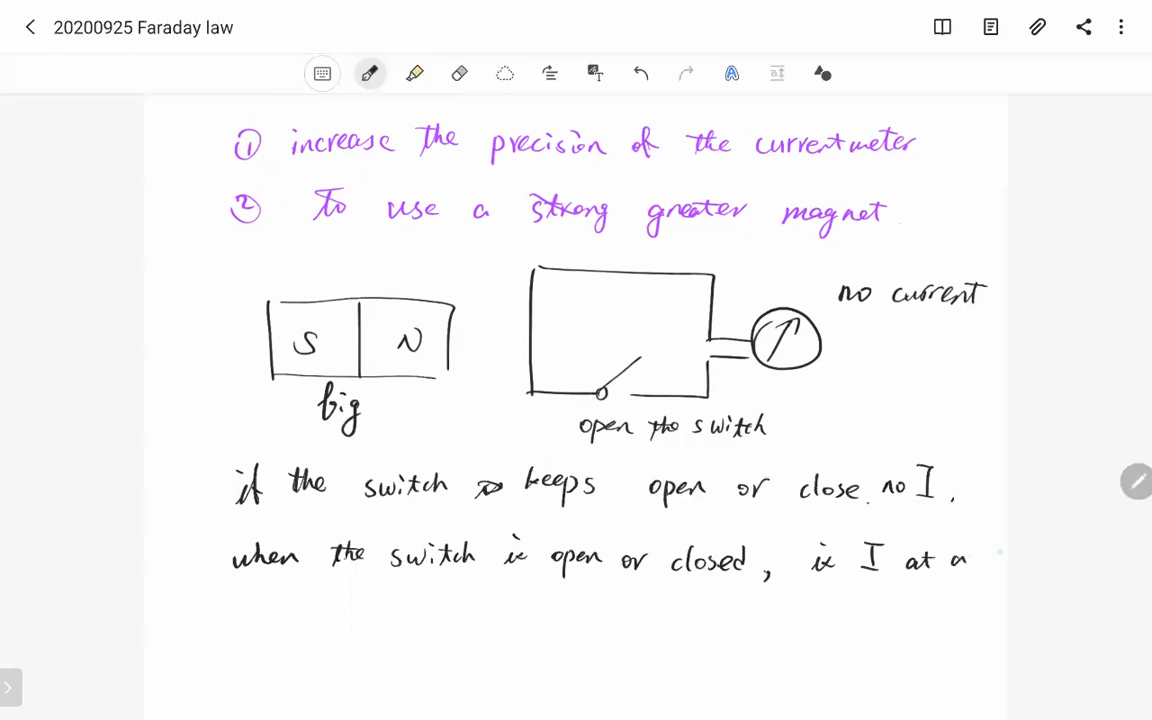 20200925 Faraday law
① increase the precision of the currentmeter
② To use a strong greater magnet
no current
S N
big
open the switch
if the switch keeps open or close. no I.
when the switch is open or closed, is I at a